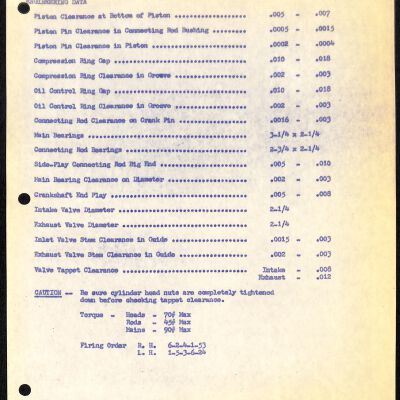 ENGINEERING DATA
Piston Clearance at Bottom of Piston .005 - .007
Piston Pin Clearance in Connecting Rod Bushing .0005 - .0015
Piston Pin Clearance in Piston .0002 - .0004
Compression Ring Gap .010 - .018
Compression Ring Clearance in Groove .002 - .003
Oil Control Ring Gap .010 - .018
Oil Control Ring Clearance in Groove .002 - .003
Connecting Rod Clearance on Crank Pin .0016 - .003
Main Bearings 3-1/4 x 2-1/4
Connecting Rod Bearings 2-3/4 x 2-1/4
Side-Play Connecting Rod Big End .005 - .010
Main Bearing Clearance on Diameter .002 - .003
Crankshaft End Play .005 - .008
Intake Valve Diameter 2-1/4
Exhaust Valve Diameter 2-1/4
Inlet Valve Stem Clearance in Guide .0015 - .003
Exhaust Valve Stem Clearance in Guide .002 - .003
Valve Tappet Clearance Intake - .008
Exhaust - .012
CAUTION -- Be sure cylinder head nuts are completely tightened
down before checking tappet clearance.
Torque - Heads - 70# Max
Rods - 45# Max
Mains - 90# Max
Firing Order R. H. 6-2-4-1-53
L. H. 1-5-3-6-24